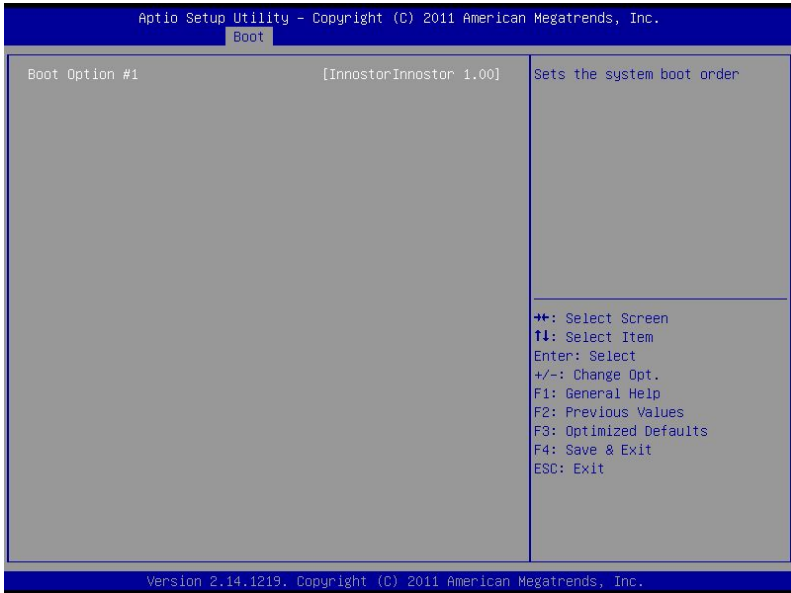 Aptio Setup Utility – Copyright (C) 2011 American Megatrends, Inc.
Boot
Boot Option #1 [InnostorInnostor 1.00]
Sets the system boot order
→←: Select Screen
↑↓: Select Item
Enter: Select
+/-: Change Opt.
F1: General Help
F2: Previous Values
F3: Optimized Defaults
F4: Save & Exit
ESC: Exit
Version 2.14.1219. Copyright (C) 2011 American Megatrends, Inc.